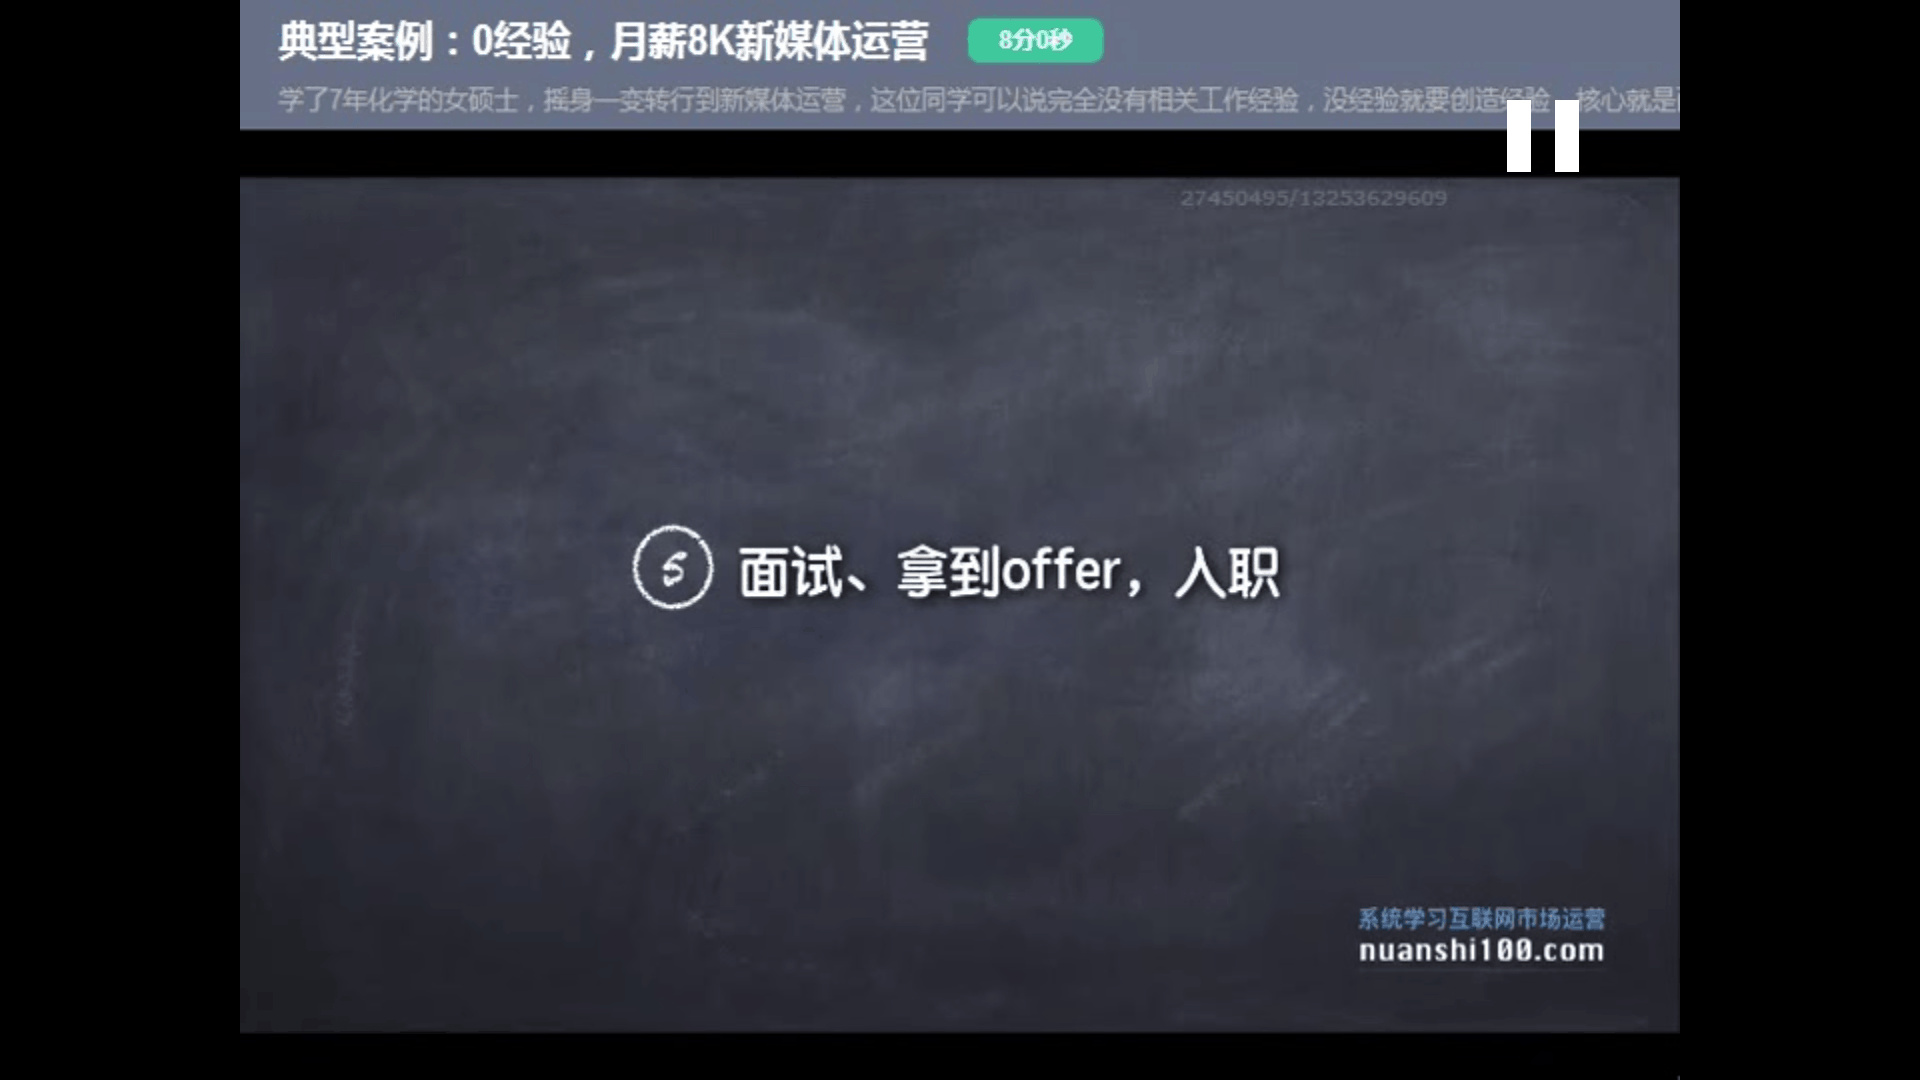 典型案例：0经验，月薪8K新媒体运营 8分0秒
学了7年化学的女硕士，摇身一变转行到新媒体运营，这位同学可以说完全没有相关工作经验，没经验就要创造经验，核心就是
27450495/13253629609
5 面试、拿到offer，入职
系统学习互联网市场运营
nuanshi100.com